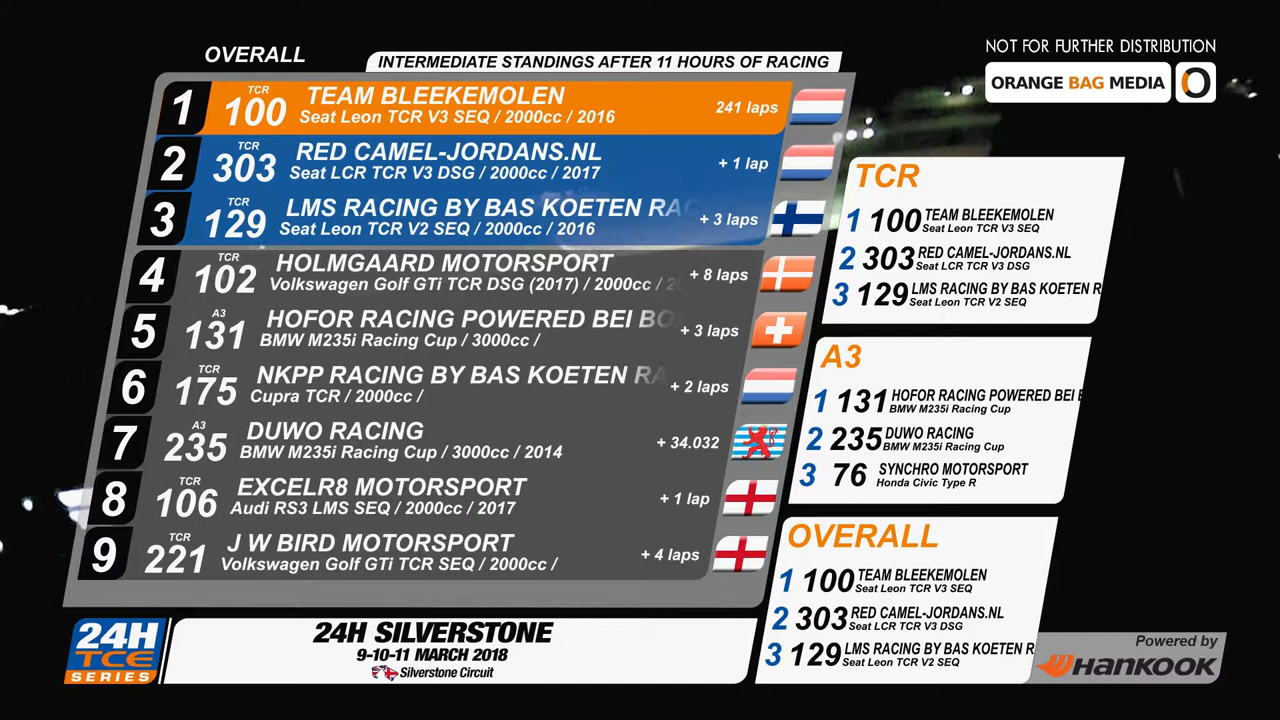 OVERALL
INTERMEDIATE STANDINGS AFTER 11 HOURS OF RACING
NOT FOR FURTHER DISTRIBUTION
ORANGE BAG MEDIA
1 TCR 100 TEAM BLEEKEMOLEN 241 laps
Seat Leon TCR V3 SEQ / 2000cc / 2016
2 TCR 303 RED CAMEL-JORDANS.NL + 1 lap
Seat LCR TCR V3 DSG / 2000cc / 2017
3 TCR 129 LMS RACING BY BAS KOETEN RAC + 3 laps
Seat Leon TCR V2 SEQ / 2000cc / 2016
4 TCR 102 HOLMGAARD MOTORSPORT + 8 laps
Volkswagen Golf GTi TCR DSG (2017) / 2000cc / 20
5 A3 131 HOFOR RACING POWERED BEI BO + 3 laps
BMW M235i Racing Cup / 3000cc /
6 TCR 175 NKPP RACING BY BAS KOETEN RA + 2 laps
Cupra TCR / 2000cc /
7 A3 235 DUWO RACING + 34.032
BMW M235i Racing Cup / 3000cc / 2014
8 TCR 106 EXCELR8 MOTORSPORT + 1 lap
Audi RS3 LMS SEQ / 2000cc / 2017
9 TCR 221 J W BIRD MOTORSPORT + 4 laps
Volkswagen Golf GTi TCR SEQ / 2000cc /
TCR
1 100 TEAM BLEEKEMOLEN
Seat Leon TCR V3 SEQ
2 303 RED CAMEL-JORDANS.NL
Seat LCR TCR V3 DSG
3 129 LMS RACING BY BAS KOETEN R
Seat Leon TCR V2 SEQ
A3
1 131 HOFOR RACING POWERED BEI B
BMW M235i Racing Cup
2 235 DUWO RACING
BMW M235i Racing Cup
3 76 SYNCHRO MOTORSPORT
Honda Civic Type R
OVERALL
1 100 TEAM BLEEKEMOLEN
Seat Leon TCR V3 SEQ
2 303 RED CAMEL-JORDANS.NL
Seat LCR TCR V3 DSG
3 129 LMS RACING BY BAS KOETEN R
Seat Leon TCR V2 SEQ
24H
TCE
SERIES
24H SILVERSTONE
9-10-11 MARCH 2018
Silverstone Circuit
Powered by
HANKOOK